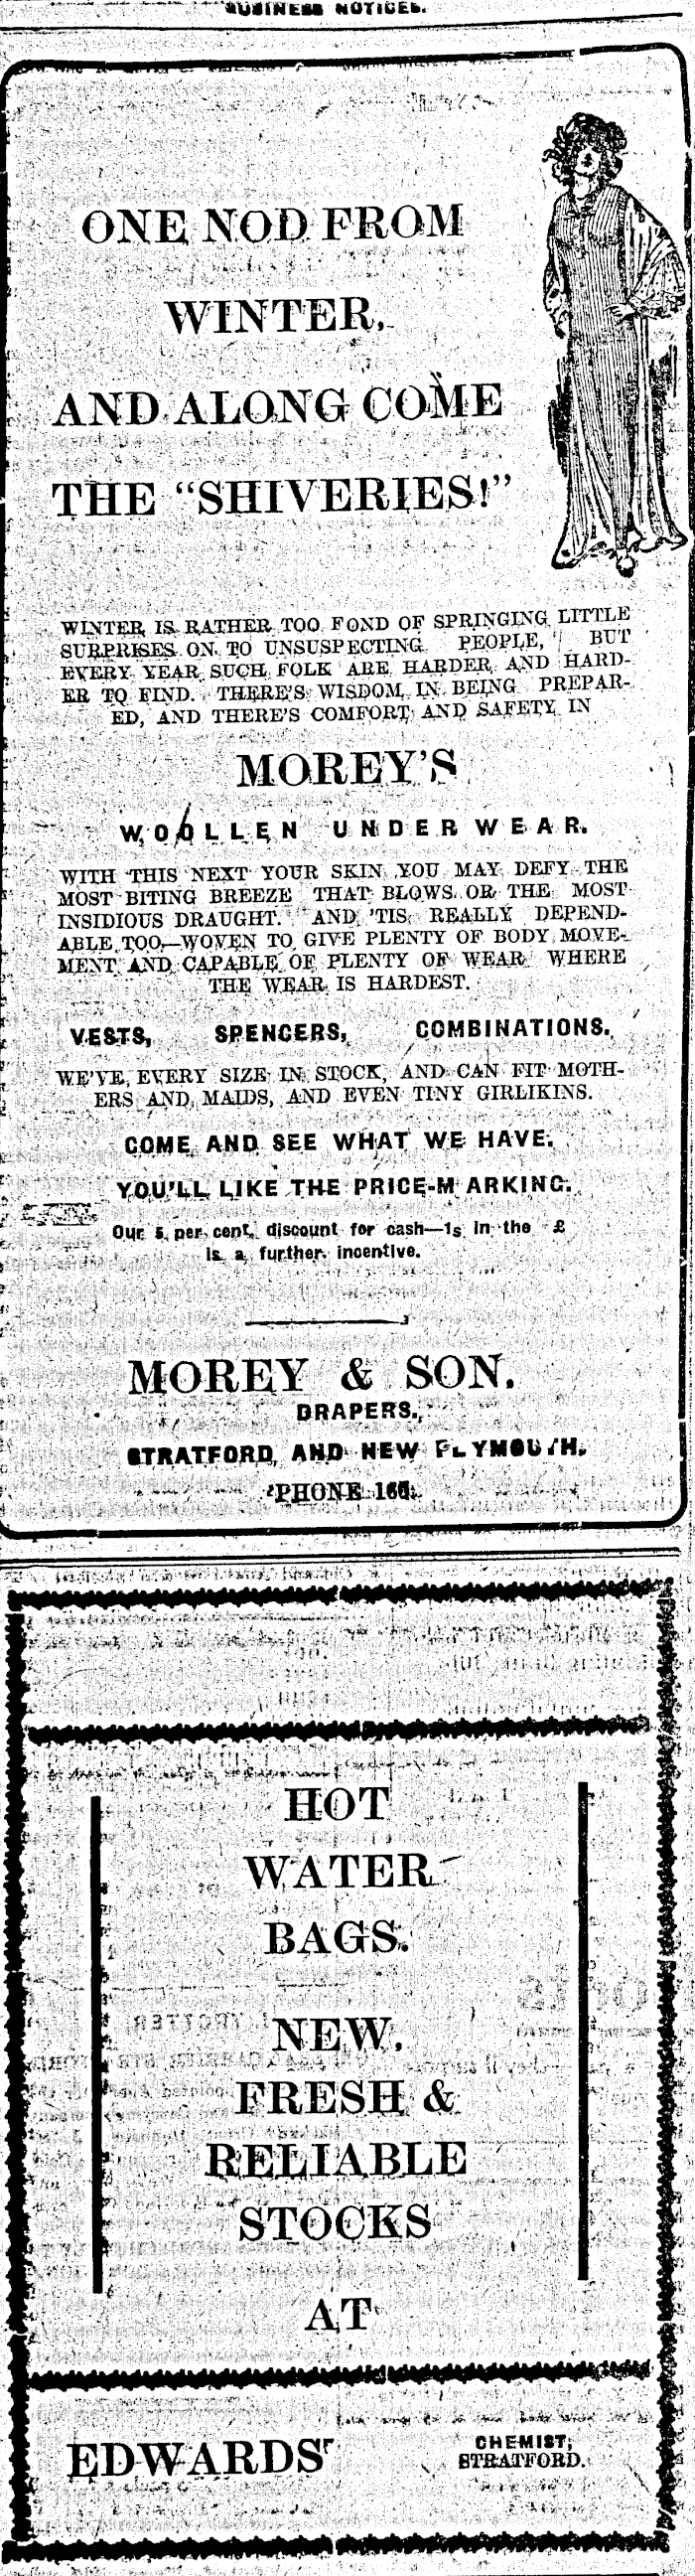 BUSINESS NOTICES.
ONE NOD FROM
WINTER,
AND ALONG COME
THE "SHIVERIES!"
WINTER IS RATHER TOO FOND OF SPRINGING LITTLE
SURPRISES ON TO UNSUSPECTING PEOPLE, BUT
EVERY YEAR SUCH FOLK ARE HARDER AND HARD-
ER TO FIND. THERE'S WISDOM IN BEING PREPAR-
ED, AND THERE'S COMFORT AND SAFETY IN
MOREY'S
WOOLLEN UNDERWEAR.
WITH THIS NEXT YOUR SKIN YOU MAY DEFY THE
MOST BITING BREEZE THAT BLOWS OR THE MOST
INSIDIOUS DRAUGHT. AND 'TIS REALLY DEPEND-
ABLE TOO—WOVEN TO GIVE PLENTY OF BODY MOVE-
MENT AND CAPABLE OF PLENTY OF WEAR WHERE
THE WEAR IS HARDEST.
VESTS, SPENCERS, COMBINATIONS.
WE'VE EVERY SIZE IN STOCK, AND CAN FIT MOTH-
ERS AND MAIDS, AND EVEN TINY GIRLIKINS.
COME AND SEE WHAT WE HAVE.
YOU'LL LIKE THE PRICE-M ARKING.
Our 5 per cent. discount for cash—1s in the £
is a further incentive.
MOREY & SON.
DRAPERS,
STRATFORD AND NEW PLYMOUTH.
'PHONE
HOT
WATER
BAGS.
NEW,
FRESH &
RELIABLE
STOCKS
AT
EDWARDS' CHEMIST,
STRATFORD.